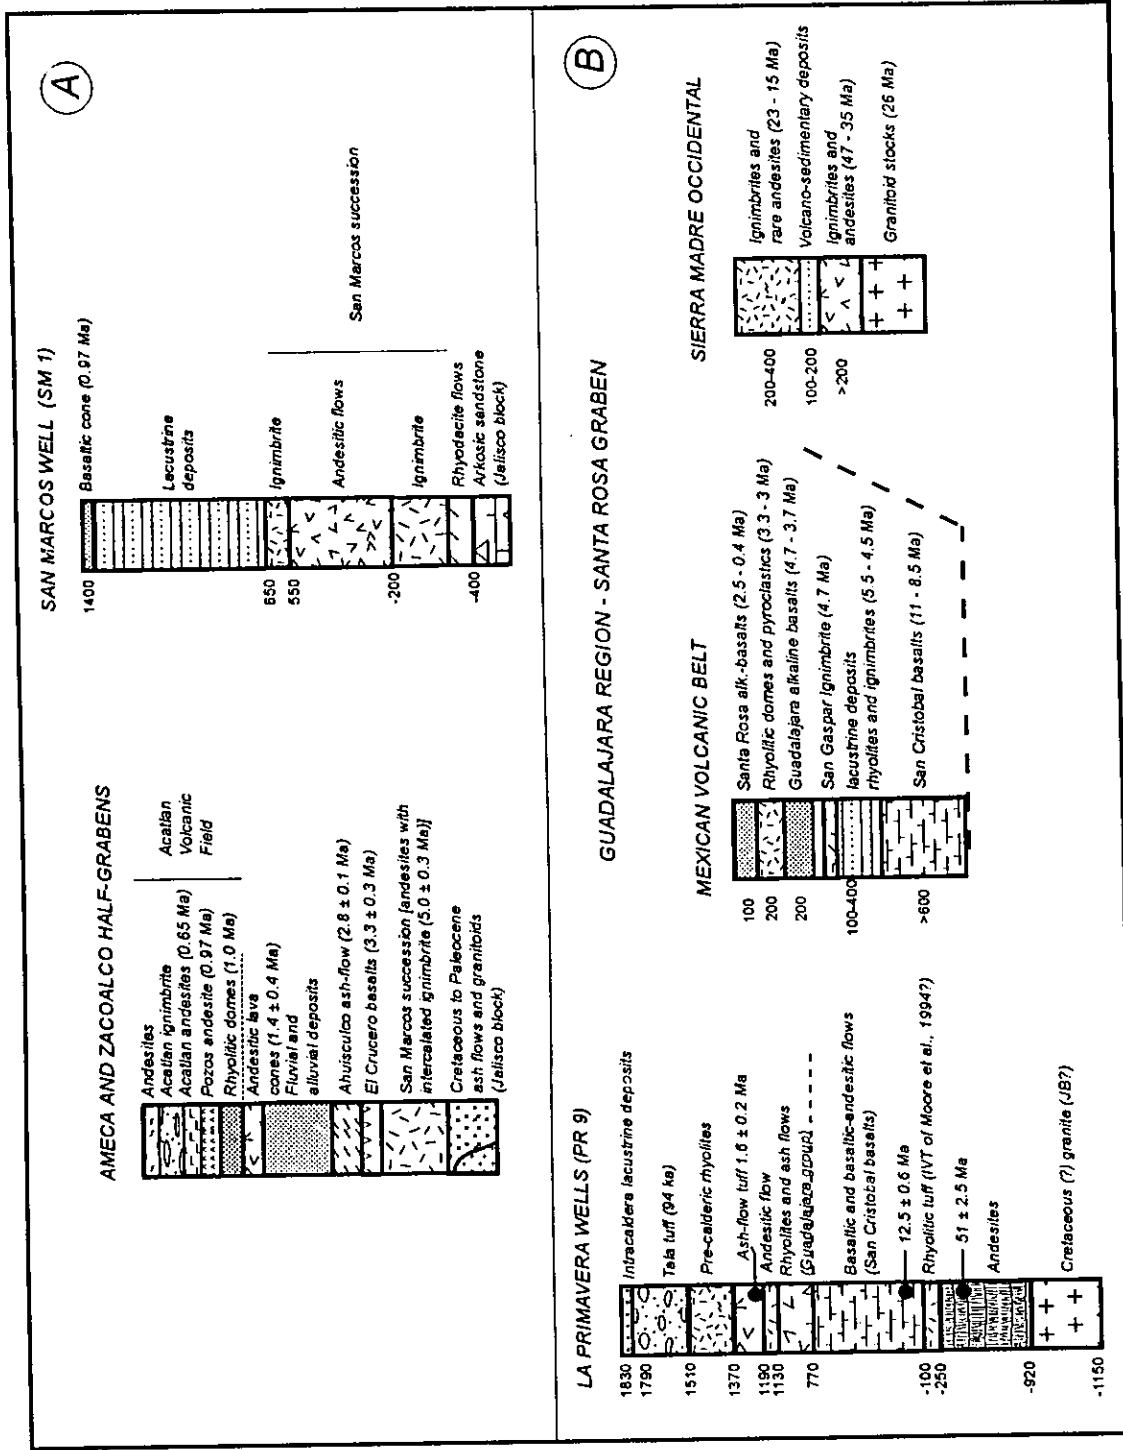 A
AMECA AND ZACOALCO HALF-GRABENS
Andesites
Acatlan ignimbrite
Acatlan andesites (0.65 Ma)
Pozos andesite (0.97 Ma)
Rhyolitic domes (1.0 Ma)
Acatlan
Volcanic
Field
Andesitic lava
cones (1.4 ± 0.4 Ma)
Fluvial and
alluvial deposits
Ahuisculco ash-flow (2.8 ± 0.1 Ma)
El Crucero basalts (3.3 ± 0.3 Ma)
San Marcos succession [andesites with
intercalated ignimbrite (5.0 ± 0.3 Ma)]
Cretaceous to Paleocene
ash flows and granitoids
(Jalisco block)
SAN MARCOS WELL (SM 1)
1400
Basaltic cone (0.97 Ma)
Lacustrine
deposits
650
Ignimbrite
550
Andesitic flows
San Marcos succession
-200
Ignimbrite
Rhyodacite flows
-400
Arkosic sandstone
(Jalisco block)
B
GUADALAJARA REGION - SANTA ROSA GRABEN
LA PRIMAVERA WELLS (PR 9)
1830
Intracaldera lacustrine deposits
1790
Tala tuff (94 ka)
1510
Pre-calderic rhyolites
1370
Ash-flow tuff 1.6 ± 0.2 Ma
1190
Andesitic flow
1130
Rhyolites and ash flows
(Guadalajara group)
770
Basaltic and basaltic-andesitic flows
(San Cristobal basalts)
12.5 ± 0.6 Ma
-100
Rhyolitic tuff (IVT of Moore et al., 1994?)
-250
51 ± 2.5 Ma
Andesites
-920
Cretaceous (?) granite (JB?)
-1150
MEXICAN VOLCANIC BELT
100
Santa Rosa alk.-basalts (2.5 - 0.4 Ma)
200
Rhyolitic domes and pyroclastics (3.3 - 3 Ma)
200
Guadalajara alkaline basalts (4.7 - 3.7 Ma)
San Gaspar Ignimbrite (4.7 Ma)
100-400
lacustrine deposits
rhyolites and ignimbrites (5.5 - 4.5 Ma)
>600
San Cristobal basalts (11 - 8.5 Ma)
SIERRA MADRE OCCIDENTAL
200-400
Ignimbrites and
rare andesites (23 - 15 Ma)
100-200
Volcano-sedimentary deposits
>200
Ignimbrites and
andesites (47 - 35 Ma)
Granitoid stocks (26 Ma)